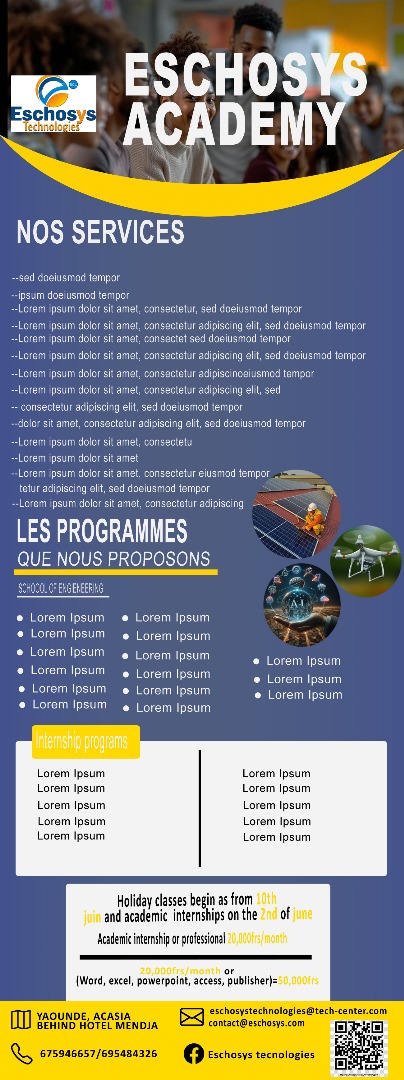 Eschosys
Technologies
ESCHOSYS
ACADEMY
NOS SERVICES
--sed doeiusmod tempor
--ipsum doeiusmod tempor
--Lorem ipsum dolor sit amet, consectetur, sed doeiusmod tempor
--Lorem ipsum dolor sit amet, consectetur adipiscing elit, sed doeiusmod tempor
--Lorem ipsum dolor sit amet, consectet sed doeiusmod tempor
--Lorem ipsum dolor sit amet, consectetur adipiscing elit, sed doeiusmod tempor
--Lorem ipsum dolor sit amet, consectetur adipiscinoeiusmod tempor
--Lorem ipsum dolor sit amet, consectetur adipiscing elit, sed
-- consectetur adipiscing elit, sed doeiusmod tempor
--dolor sit amet, consectetur adipiscing elit, sed doeiusmod tempor
--Lorem ipsum dolor sit amet, consectetu
--Lorem ipsum dolor sit amet
--Lorem ipsum dolor sit amet, consectetur eiusmod tempor
tetur adipiscing elit, sed doeiusmod tempor
--Lorem ipsum dolor sit amet, consectetur adipiscing
LES PROGRAMMES
QUE NOUS PROPOSONS
SCHOOOL OF ENGIENEERING
● Lorem Ipsum
● Lorem Ipsum
● Lorem Ipsum
● Lorem Ipsum
● Lorem Ipsum
● Lorem Ipsum
● Lorem Ipsum
● Lorem Ipsum
● Lorem Ipsum
● Lorem Ipsum
● Lorem Ipsum
● Lorem Ipsum
AI
● Lorem Ipsum
● Lorem Ipsum
● Lorem Ipsum
Internship programs
Lorem Ipsum
Lorem Ipsum
Lorem Ipsum
Lorem Ipsum
Lorem Ipsum
Lorem Ipsum
Lorem Ipsum
Lorem Ipsum
Lorem Ipsum
Lorem Ipsum
Holiday classes begin as from 10th
juin and academic internships on the 2nd of june
Academic internship or professional 20,000frs/month
20,000frs/month or
(Word, excel, powerpoint, access, publisher)=50,000frs
YAOUNDE, ACASIA
BEHIND HOTEL MENDJA
675946657/695484326
eschosystechnologies@tech-center.com
contact@eschosys.com
Eschosys tecnologies